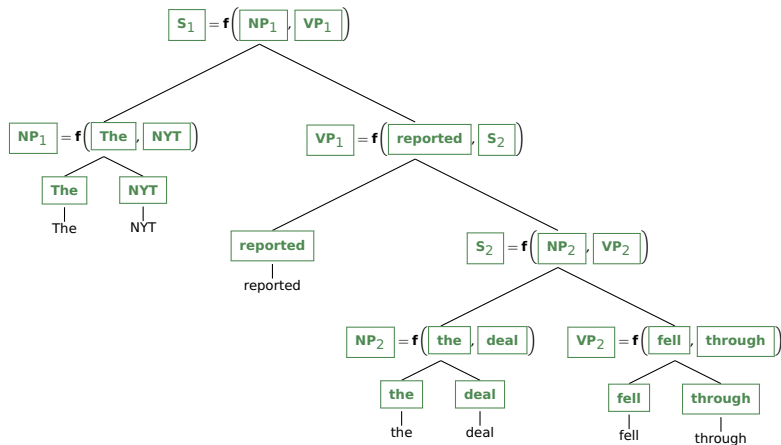 S1 = f(NP1, VP1)
NP1 = f(The, NYT)
VP1 = f(reported, S2)
The NYT
The NYT
reported
S2 = f(NP2, VP2)
reported
NP2 = f(the, deal)
VP2 = f(fell, through)
the deal
fell through
the deal
fell through